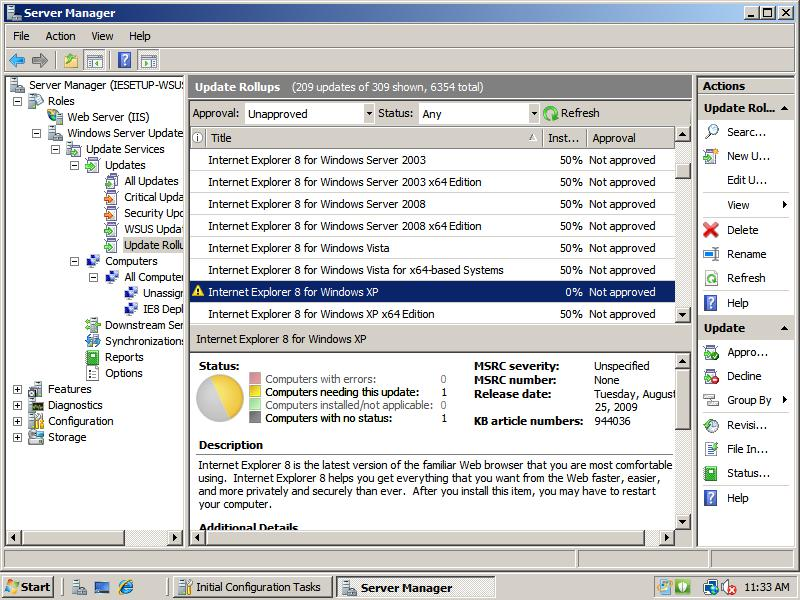 Server Manager
File Action View Help
Server Manager (IESETUP-WSUS
Roles
Web Server (IIS)
Windows Server Update
Update Services
Updates
All Updates
Critical Upd
Security Upd
WSUS Upda
Update Rollu
Computers
All Computer
Unassign
IE8 Depl
Downstream Ser
Synchronizations
Reports
Options
Features
Diagnostics
Configuration
Storage
Update Rollups (209 updates of 309 shown, 6354 total)
Approval: Unapproved Status: Any Refresh
Title Inst... Approval
Internet Explorer 8 for Windows Server 2003 50% Not approved
Internet Explorer 8 for Windows Server 2003 x64 Edition 50% Not approved
Internet Explorer 8 for Windows Server 2008 50% Not approved
Internet Explorer 8 for Windows Server 2008 x64 Edition 50% Not approved
Internet Explorer 8 for Windows Vista 50% Not approved
Internet Explorer 8 for Windows Vista for x64-based Systems 50% Not approved
Internet Explorer 8 for Windows XP 0% Not approved
Internet Explorer 8 for Windows XP x64 Edition 50% Not approved
Internet Explorer 8 for Windows XP
Status:
Computers with errors: 0
Computers needing this update: 1
Computers installed/not applicable: 0
Computers with no status: 1
MSRC severity: Unspecified
MSRC number: None
Release date: Tuesday, August
25, 2009
KB article numbers: 944036
Description
Internet Explorer 8 is the latest version of the familiar Web browser that you are most comfortable
using. Internet Explorer 8 helps you get everything that you want from the Web faster, easier,
and more privately and securely than ever. After you install this item, you may have to restart
your computer.
Additional Details
Actions
Update Rol...
Searc...
New U...
Edit U...
View
Delete
Rename
Refresh
Help
Update
Appro...
Decline
Group By
Revisi...
File In...
Status...
Help
Start Initial Configuration Tasks Server Manager 11:33 AM